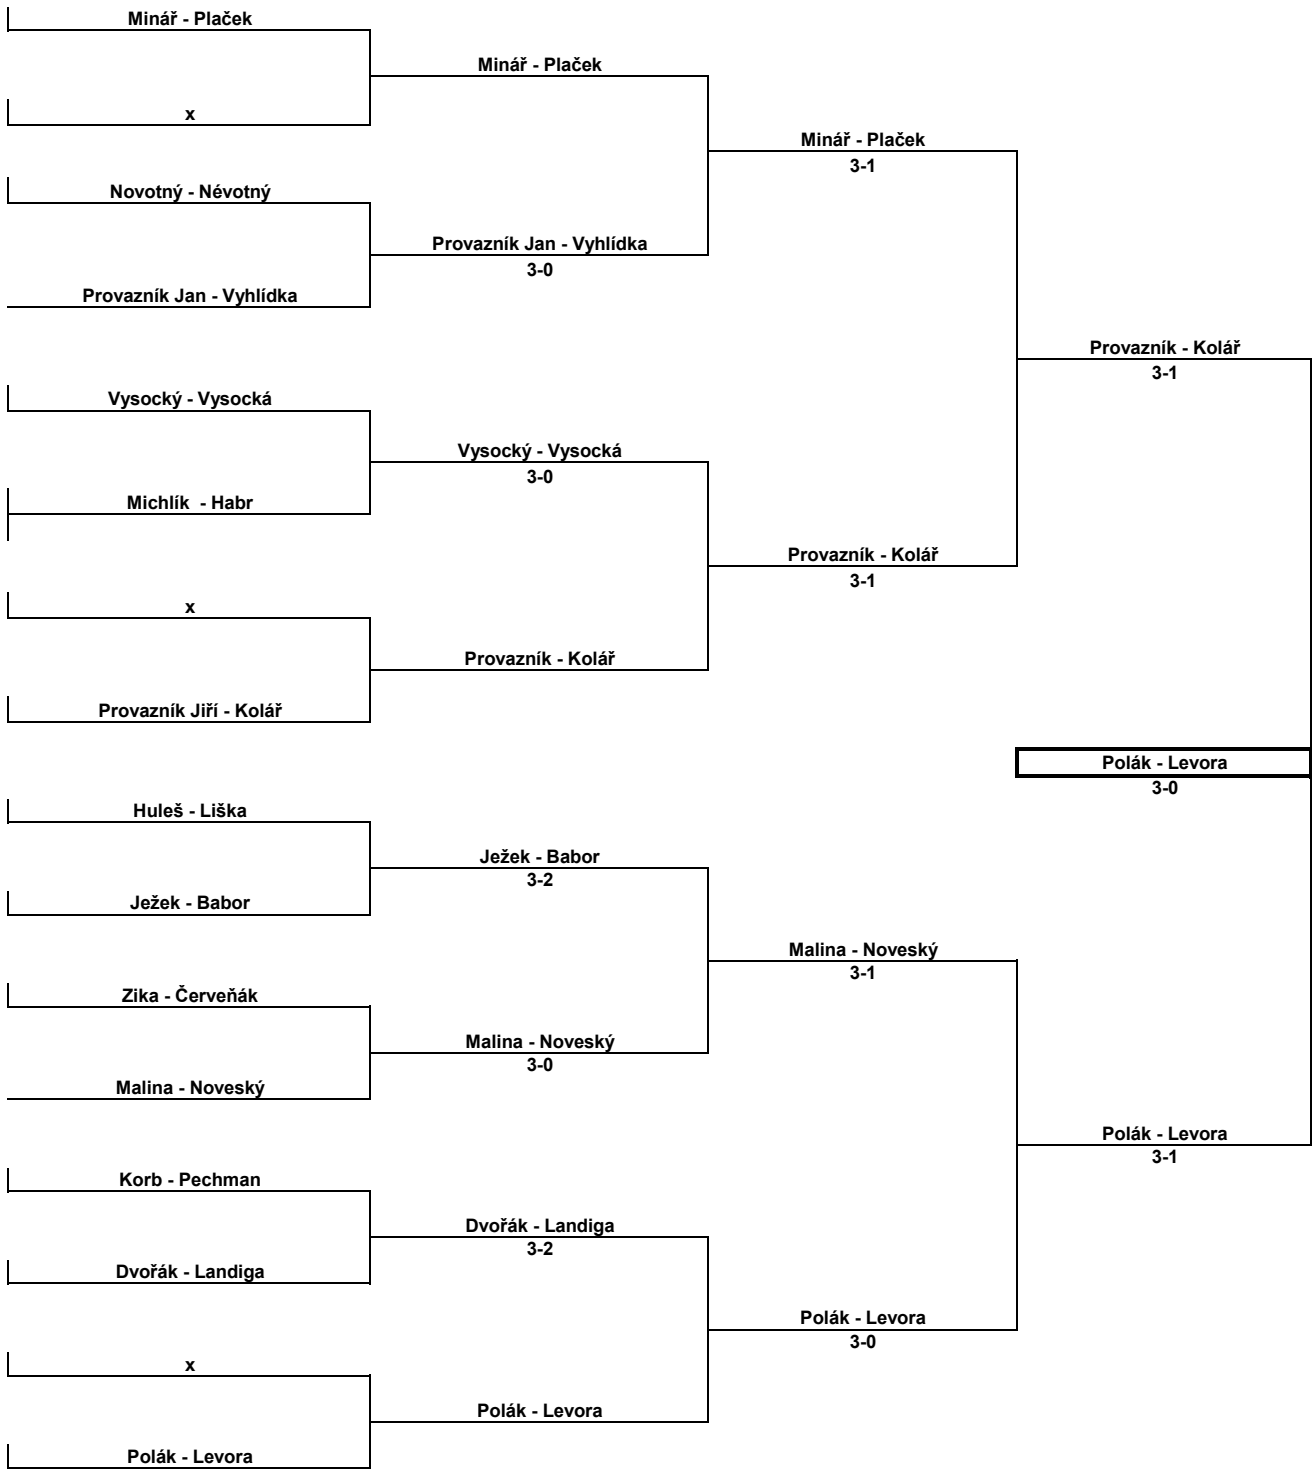 Minář - Plaček
Minář - Plaček
x
Minář - Plaček
3-1
Novotný - Névotný
Provazník Jan - Vyhlídka
3-0
Provazník Jan - Vyhlídka
Provazník - Kolář
3-1
Vysocký - Vysocká
Vysocký - Vysocká
3-0
Michlík  - Habr
Provazník - Kolář
3-1
x
Provazník - Kolář
Provazník Jiří - Kolář
Polák - Levora
3-0
Huleš - Liška
Ježek - Babor
3-2
Ježek - Babor
Malina - Noveský
3-1
Zika - Červeňák
Malina - Noveský
3-0
Malina - Noveský
Polák - Levora
3-1
Korb - Pechman
Dvořák - Landiga
3-2
Dvořák - Landiga
Polák - Levora
3-0
x
Polák - Levora
Polák - Levora